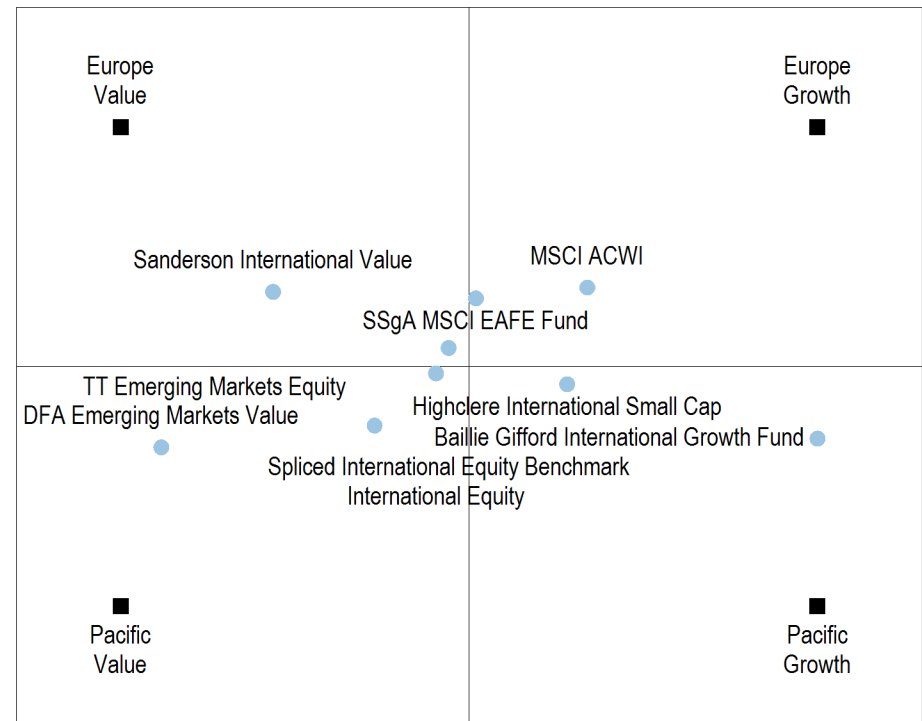 Europe
Value
Europe
Growth
Sanderson International Value
MSCI ACWI
SSgA MSCI EAFE Fund
TT Emerging Markets Equity
DFA Emerging Markets Value
Highclere International Small Cap
Baillie Gifford International Growth Fund
Spliced International Equity Benchmark
International Equity
Pacific
Value
Pacific
Growth